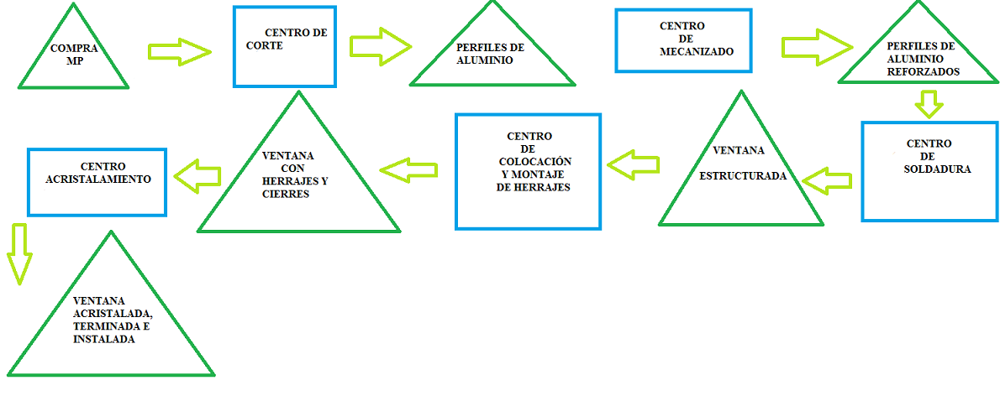 COMPRA
MP
CENTRO DE
CORTE
PERFILES DE
ALUMINIO
CENTRO
DE
MECANIZADO
PERFILES DE
ALUMINIO
REFORZADOS
CENTRO
DE
SOLDADURA
VENTANA
ESTRUCTURADA
CENTRO
DE
COLOCACIÓN
Y MONTAJE
DE HERRAJES
VENTANA
CON
HERRAJES Y
CIERRES
CENTRO
ACRISTALAMIENTO
VENTANA
ACRISTALADA,
TERMINADA E
INSTALADA